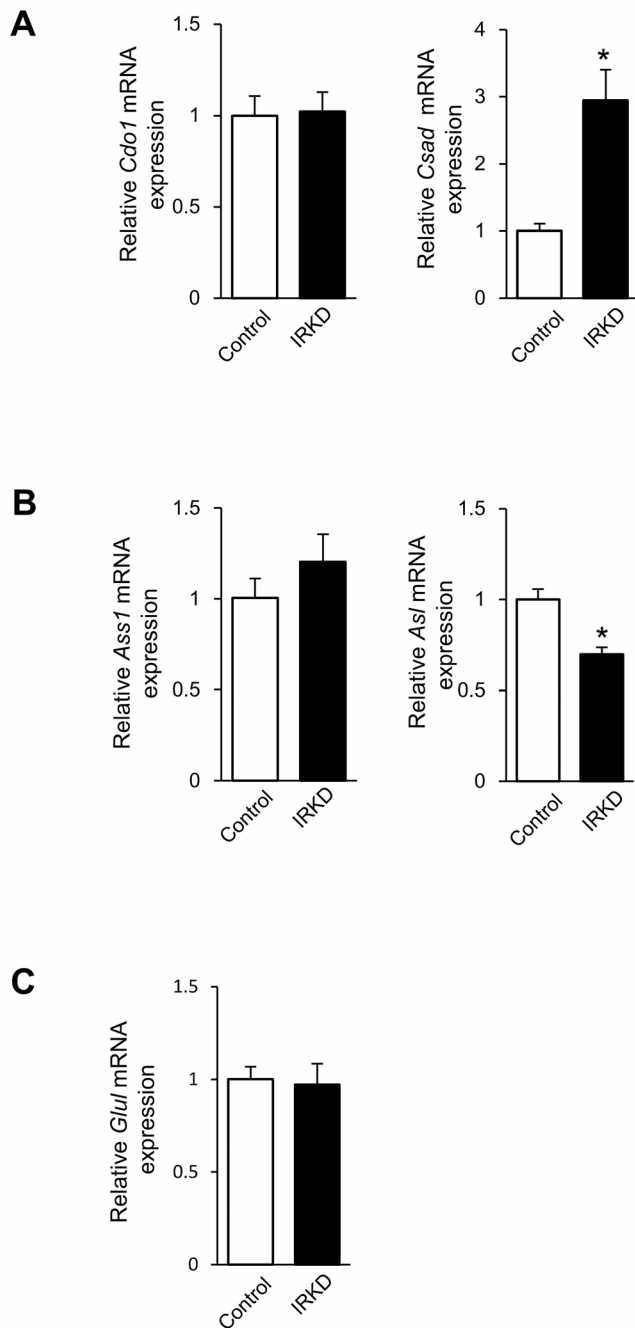 A
Relative Cdo1 mRNA
expression
1.5
1
0.5
0
Control
IRKD
Relative Csad mRNA
expression
4
3
2
1
0
*
Control
IRKD
B
Relative Ass1 mRNA
expression
1.5
1
0.5
0
Control
IRKD
Relative Asl mRNA
expression
1.5
1
0.5
0
*
Control
IRKD
C
Relative Glul mRNA
expression
1.5
1
0.5
0
Control
IRKD